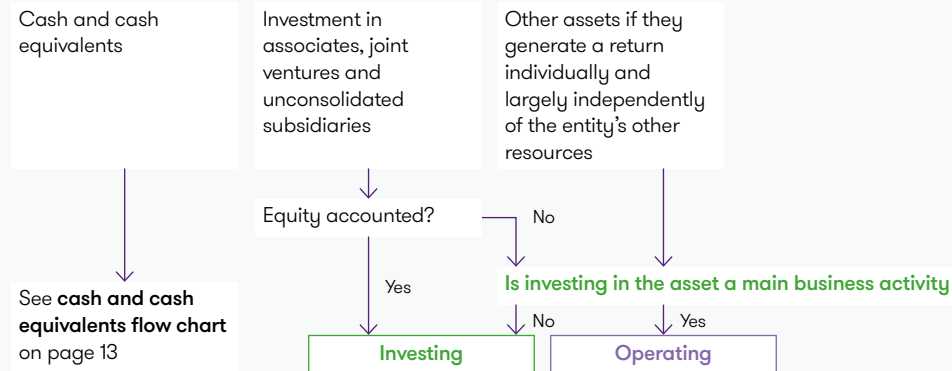 Cash and cash
equivalents
Investment in
associates, joint
ventures and
unconsolidated
subsidiaries
Other assets if they
generate a return
individually and
largely independently
of the entity's other
resources
Equity accounted?
No
Is investing in the asset a main business activity
Yes
See cash and cash
equivalents flow chart
on page 13
No
Yes
Investing
Operating